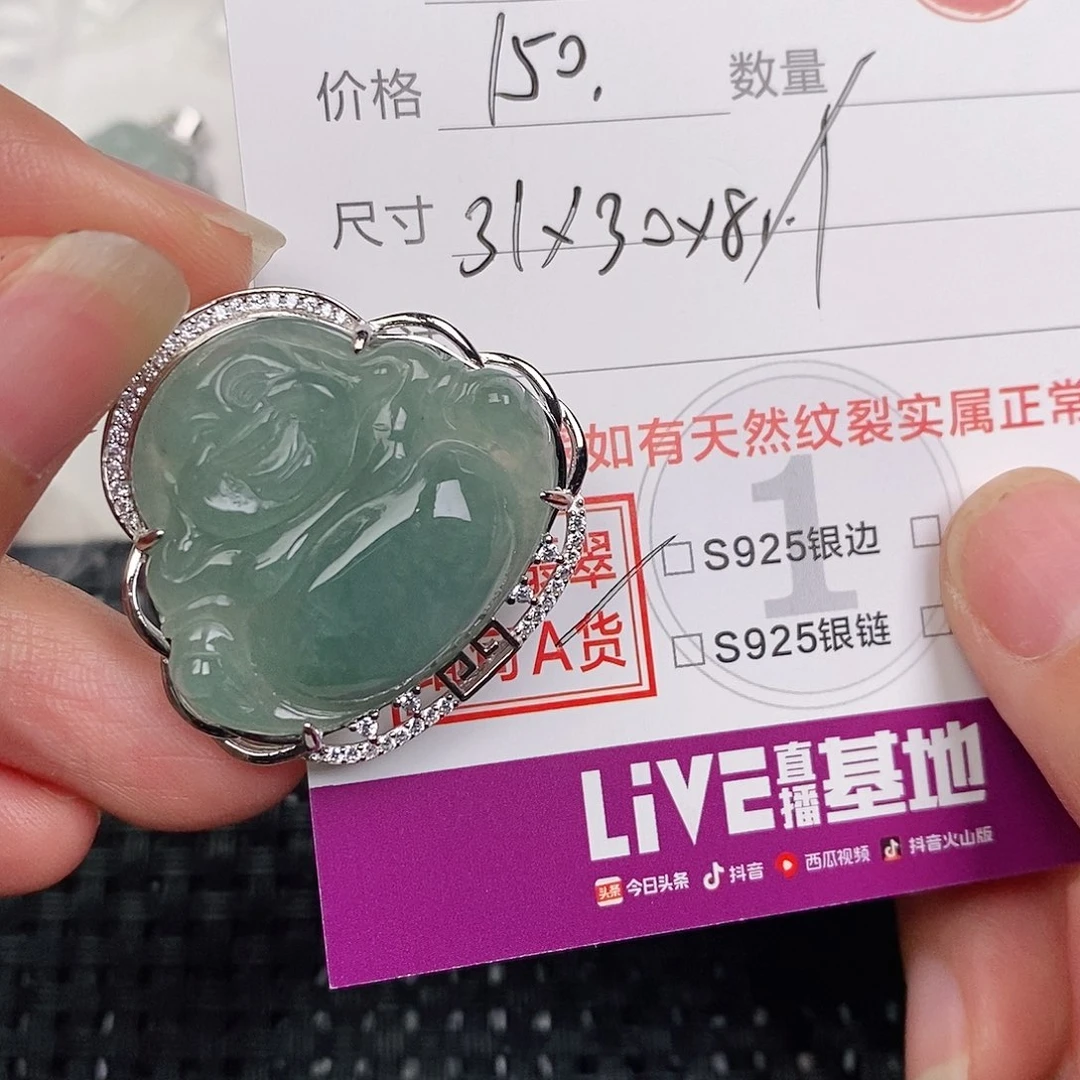 价格 150. 数量
尺寸 31×30×8
如有天然纹裂实属正常
翠
A货
1
S925银边
S925银链
LiVE直播基地
头条 今日头条 抖音 西瓜视频 抖音火山版